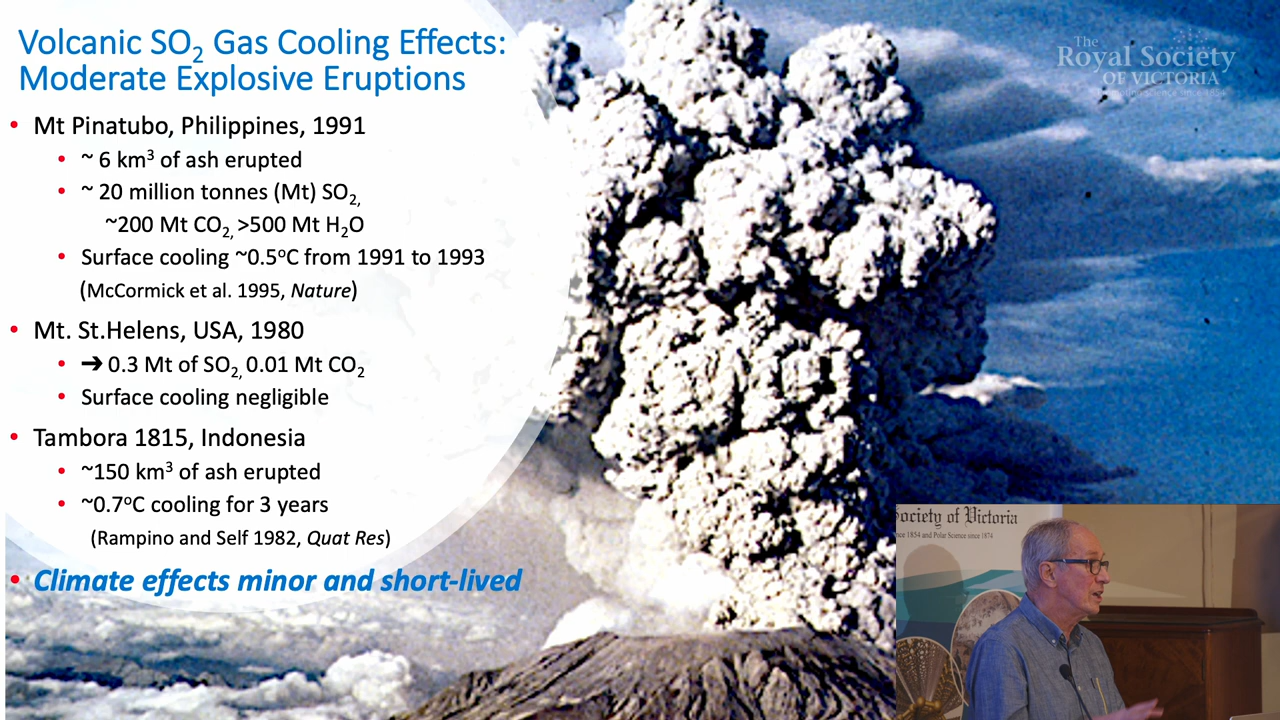 Volcanic SO2 Gas Cooling Effects:
Moderate Explosive Eruptions
• Mt Pinatubo, Philippines, 1991
• ~ 6 km3 of ash erupted
• ~ 20 million tonnes (Mt) SO2,
~200 Mt CO2, >500 Mt H2O
• Surface cooling ~0.5oC from 1991 to 1993
(McCormick et al. 1995, Nature)
• Mt. St.Helens, USA, 1980
• ➔ 0.3 Mt of SO2, 0.01 Mt CO2
• Surface cooling negligible
• Tambora 1815, Indonesia
• ~150 km3 of ash erupted
• ~0.7oC cooling for 3 years
(Rampino and Self 1982, Quat Res)
• Climate effects minor and short-lived
The
Royal Society
OF VICTORIA
Promoting science since 1854
Society of Victoria
nce 1854 and Polar Science since 1874